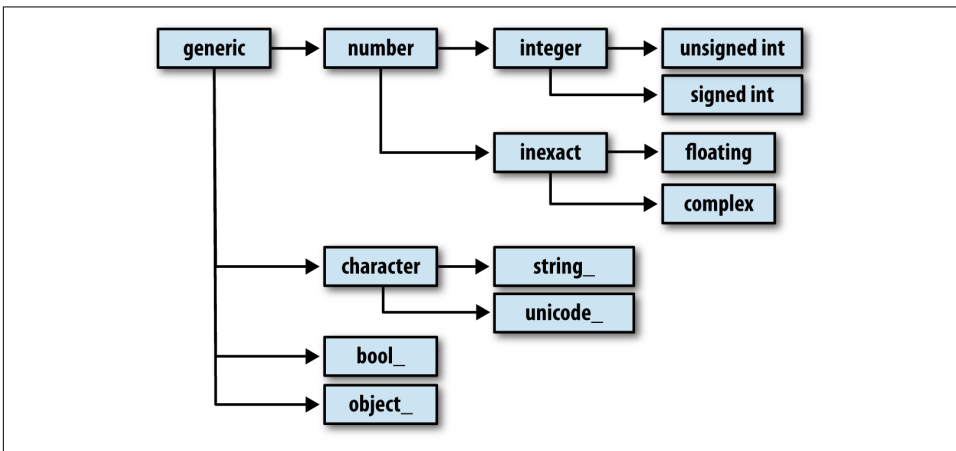 generic
number
integer
unsigned int
signed int
inexact
floating
complex
character
string_
unicode_
bool_
object_